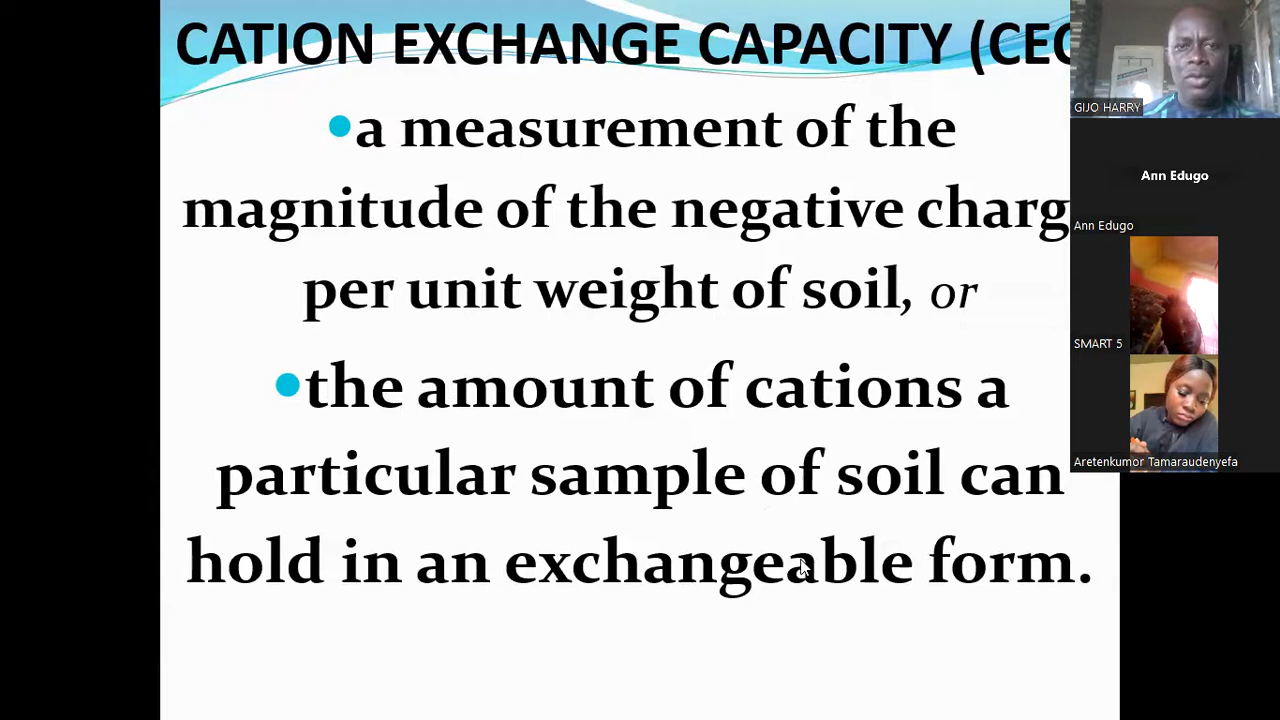 CATION EXCHANGE CAPACITY (CEC
•a measurement of the
magnitude of the negative charg
per unit weight of soil, or
•the amount of cations a
particular sample of soil can
hold in an exchangeable form.
GIJO HARRY
Ann Edugo
Ann Edugo
SMART 5
Aretenkumor Tamaraudenyefa